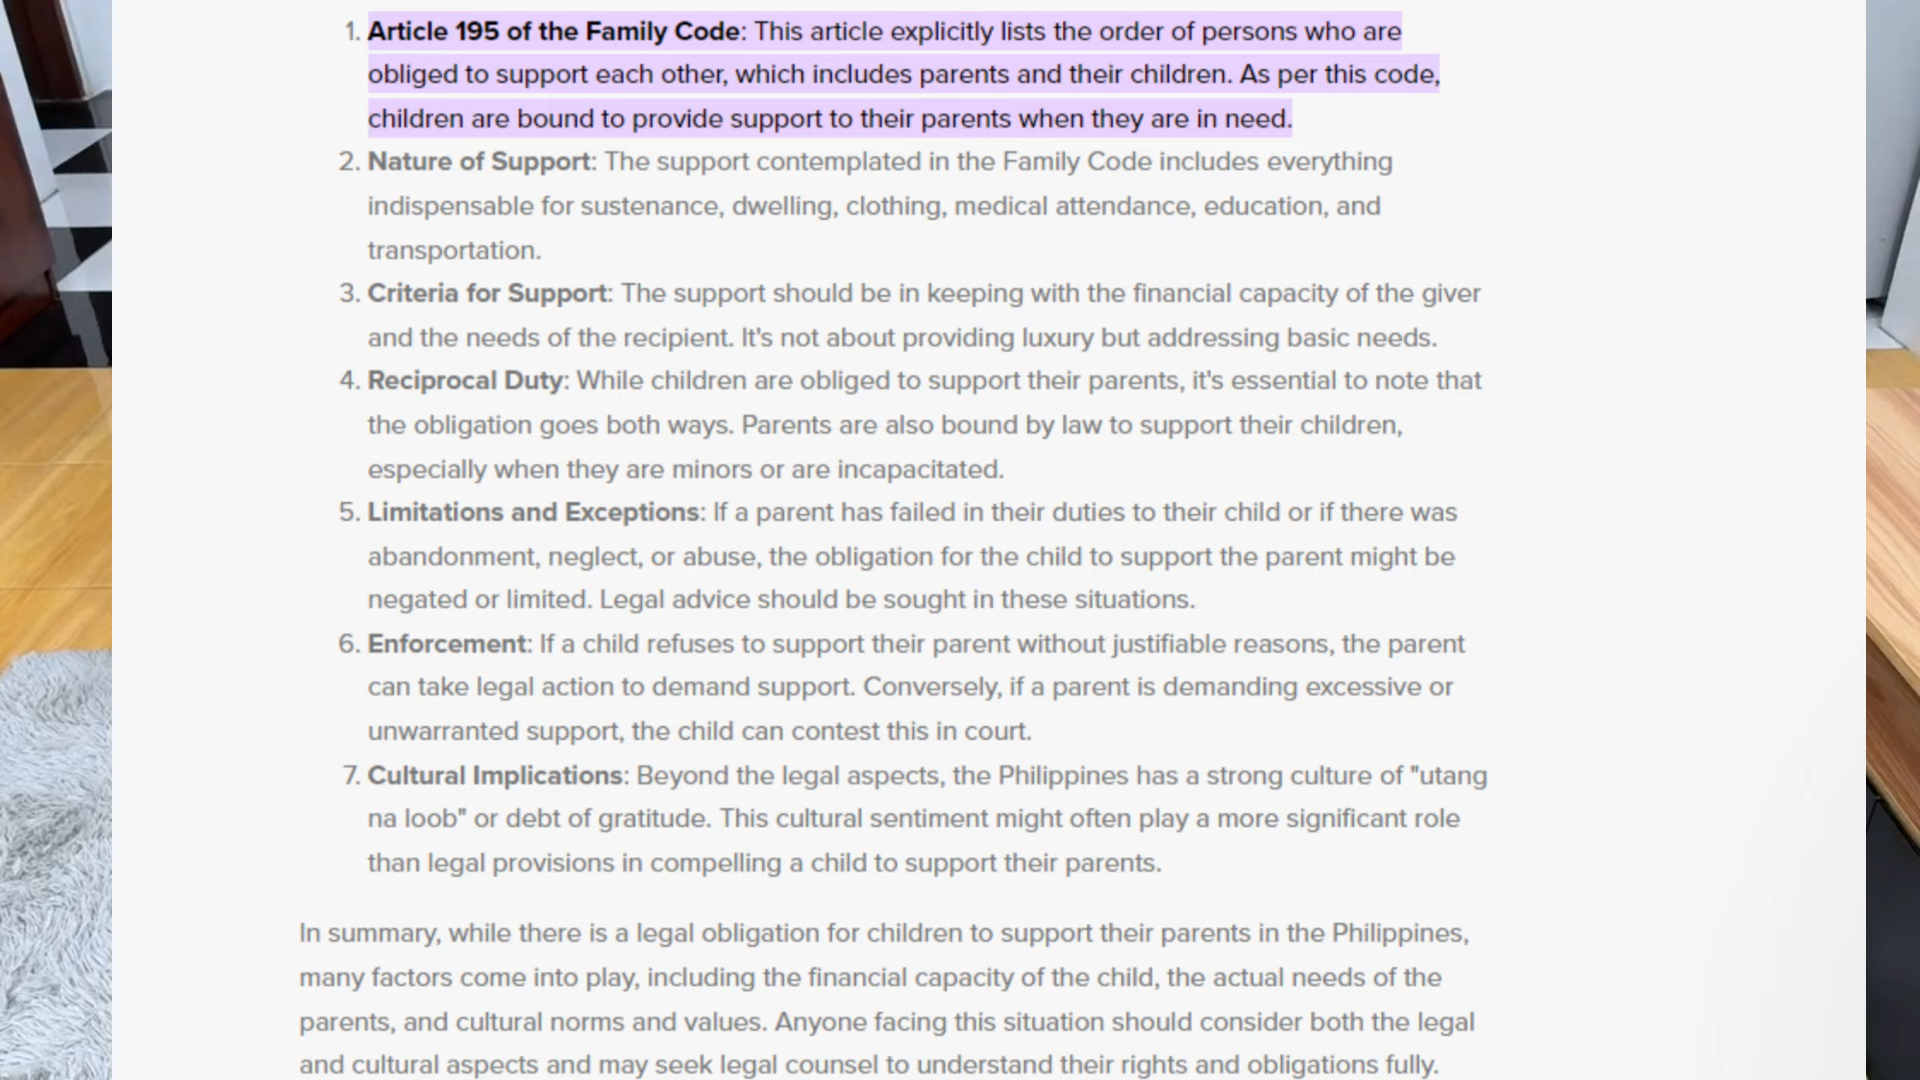 1. Article 195 of the Family Code: This article explicitly lists the order of persons who are
obliged to support each other, which includes parents and their children. As per this code,
children are bound to provide support to their parents when they are in need.
2. Nature of Support: The support contemplated in the Family Code includes everything
indispensable for sustenance, dwelling, clothing, medical attendance, education, and
transportation.
3. Criteria for Support: The support should be in keeping with the financial capacity of the giver
and the needs of the recipient. It's not about providing luxury but addressing basic needs.
4. Reciprocal Duty: While children are obliged to support their parents, it's essential to note that
the obligation goes both ways. Parents are also bound by law to support their children,
especially when they are minors or are incapacitated.
5. Limitations and Exceptions: If a parent has failed in their duties to their child or if there was
abandonment, neglect, or abuse, the obligation for the child to support the parent might be
negated or limited. Legal advice should be sought in these situations.
6. Enforcement: If a child refuses to support their parent without justifiable reasons, the parent
can take legal action to demand support. Conversely, if a parent is demanding excessive or
unwarranted support, the child can contest this in court.
7. Cultural Implications: Beyond the legal aspects, the Philippines has a strong culture of "utang
na loob" or debt of gratitude. This cultural sentiment might often play a more significant role
than legal provisions in compelling a child to support their parents.
In summary, while there is a legal obligation for children to support their parents in the Philippines,
many factors come into play, including the financial capacity of the child, the actual needs of the
parents, and cultural norms and values. Anyone facing this situation should consider both the legal
and cultural aspects and may seek legal counsel to understand their rights and obligations fully.